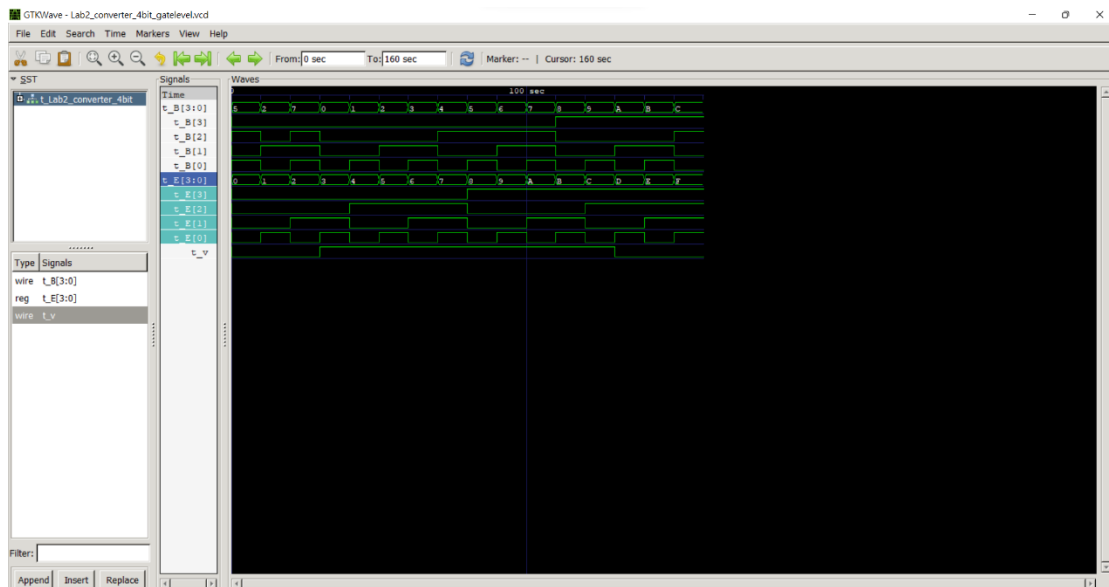 GTKWave - Lab2_converter_4bit_gatelevel.vcd
File Edit Search Time Markers View Help
From: 0 sec To: 160 sec Marker: -- | Cursor: 160 sec
SST
t_Lab2_converter_4bit
Type Signals
wire t_B[3:0]
reg t_E[3:0]
wire t_v
Filter:
Append Insert Replace
Signals
Time
t_B[3:0]
t_B[3]
t_B[2]
t_B[1]
t_B[0]
t_E[3:0]
t_E[3]
t_E[2]
t_E[1]
t_E[0]
t_v
Waves
100 sec
5 2 7 0 1 2 3 4 5 6 7 8 9 A B C
0 1 2 3 4 5 6 7 8 9 A B C D E F